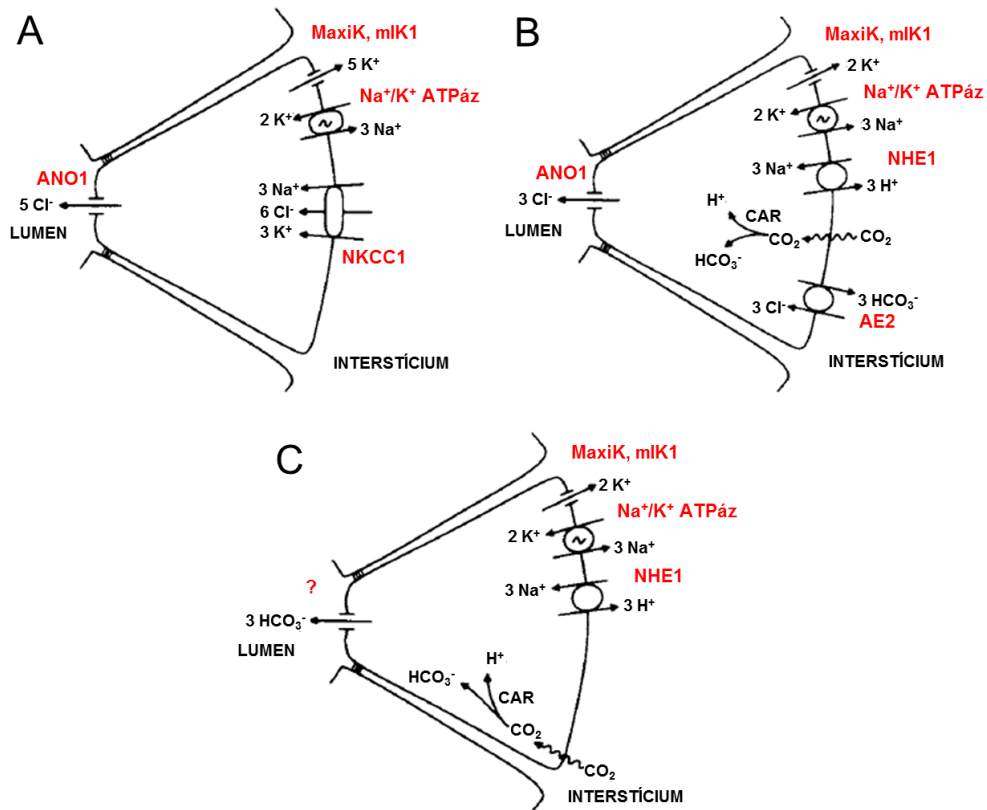 A
MaxiK, mIK1
5 K⁺
Na⁺/K⁺ ATPáz
2 K⁺
~
3 Na⁺
ANO1
3 Na⁺
5 Cl⁻
6 Cl⁻
LUMEN
3 K⁺
NKCC1
INTERSTÍCIUM
B
MaxiK, mIK1
2 K⁺
Na⁺/K⁺ ATPáz
2 K⁺
~
3 Na⁺
NHE1
ANO1
3 Na⁺
3 H⁺
3 Cl⁻
H⁺
CAR
LUMEN
CO₂
CO₂
HCO₃⁻
3 HCO₃⁻
3 Cl⁻
AE2
INTERSTÍCIUM
C
MaxiK, mIK1
2 K⁺
Na⁺/K⁺ ATPáz
2 K⁺
~
3 Na⁺
NHE1
?
3 Na⁺
3 H⁺
3 HCO₃⁻
LUMEN
H⁺
HCO₃⁻
CAR
CO₂
CO₂
INTERSTÍCIUM